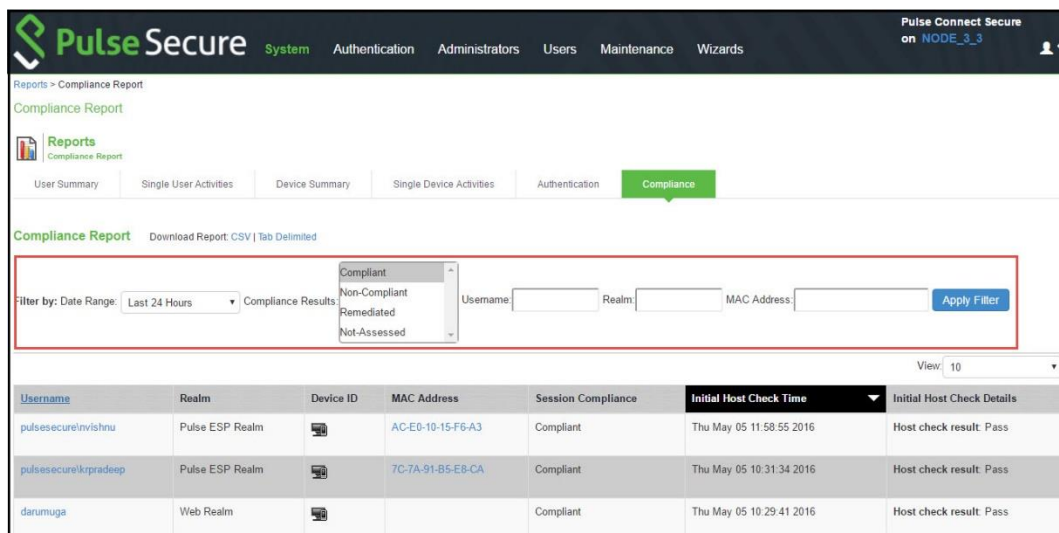 Pulse Secure
System Authentication Administrators Users Maintenance Wizards
Pulse Connect Secure
on NODE_3_3
Reports > Compliance Report
Compliance Report
Reports
Compliance Report
User Summary Single User Activities Device Summary Single Device Activities Authentication Compliance
Compliance Report Download Report: CSV | Tab Delimited
Filter by: Date Range: Last 24 Hours Compliance Results:
Compliant
Non-Compliant
Remediated
Not-Assessed
Username: Realm: MAC Address: Apply Filter
View: 10
Username Realm Device ID MAC Address Session Compliance Initial Host Check Time Initial Host Check Details
pulsesecure\nvishnu Pulse ESP Realm AC-E0-10-15-F6-A3 Compliant Thu May 05 11:58:55 2016 Host check result: Pass
pulsesecure\krpradeep Pulse ESP Realm 7C-7A-91-B5-E8-CA Compliant Thu May 05 10:31:34 2016 Host check result: Pass
darumuga Web Realm Compliant Thu May 05 10:29:41 2016 Host check result: Pass